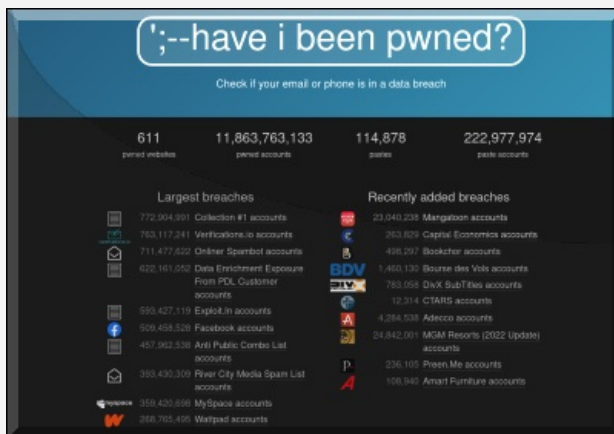 ';--have i been pwned?
Check if your email or phone is in a data breach
611
11,863,763,133
114,878
222,977,974
pwned websites
pwned accounts
pastes
paste accounts
Largest breaches
772,904,991 Collection #1 accounts
763,117,241 Verifications.io accounts
711,477,622 Onliner Spambot accounts
622,161,052 Data Enrichment Exposure
From PDL Customer
accounts
593,427,119 Exploit.In accounts
509,458,528 Facebook accounts
457,962,538 Anti Public Combo List
accounts
393,430,309 River City Media Spam List
accounts
myspace 359,420,698 MySpace accounts
268,765,495 Wattpad accounts
Recently added breaches
23,040,238 Mangatoon accounts
263,829 Capital Economics accounts
498,297 Bookchor accounts
BDV 1,460,130 Bourse des Vols accounts
DIVX 783,058 DivX SubTitles accounts
12,314 CTARS accounts
A 4,284,538 Adecco accounts
24,842,001 MGM Resorts (2022 Update)
accounts
P. 236,105 Preen.Me accounts
A 108,940 Amart Furniture accounts